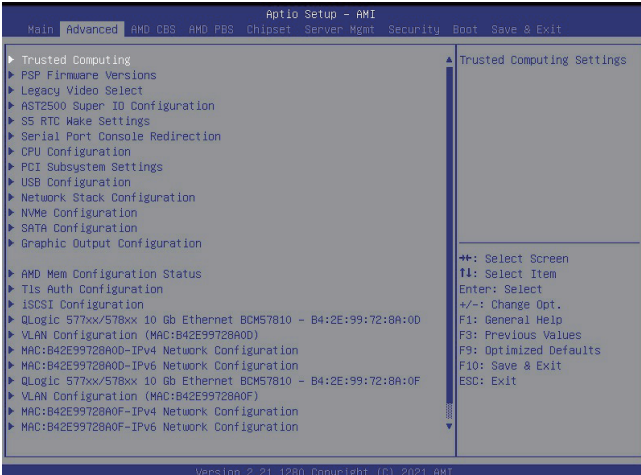 Aptio Setup – AMI
Main Advanced AMD CBS AMD PBS Chipset Server Mgmt Security Boot Save & Exit
Trusted Computing
PSP Firmware Versions
Legacy Video Select
AST2500 Super IO Configuration
S5 RTC Wake Settings
Serial Port Console Redirection
CPU Configuration
PCI Subsystem Settings
USB Configuration
Network Stack Configuration
NVMe Configuration
SATA Configuration
Graphic Output Configuration
AMD Mem Configuration Status
Tls Auth Configuration
iSCSI Configuration
QLogic 577xx/578xx 10 Gb Ethernet BCM57810 – B4:2E:99:72:8A:0D
VLAN Configuration (MAC:B42E99728A0D)
MAC:B42E99728A0D-IPv4 Network Configuration
MAC:B42E99728A0D-IPv6 Network Configuration
QLogic 577xx/578xx 10 Gb Ethernet BCM57810 – B4:2E:99:72:8A:0F
VLAN Configuration (MAC:B42E99728A0F)
MAC:B42E99728A0F-IPv4 Network Configuration
MAC:B42E99728A0F-IPv6 Network Configuration
Trusted Computing Settings
→←: Select Screen
↑↓: Select Item
Enter: Select
+/-: Change Opt.
F1: General Help
F3: Previous Values
F9: Optimized Defaults
F10: Save & Exit
ESC: Exit
Version 2.21.1280 Copyright (C) 2021 AMI